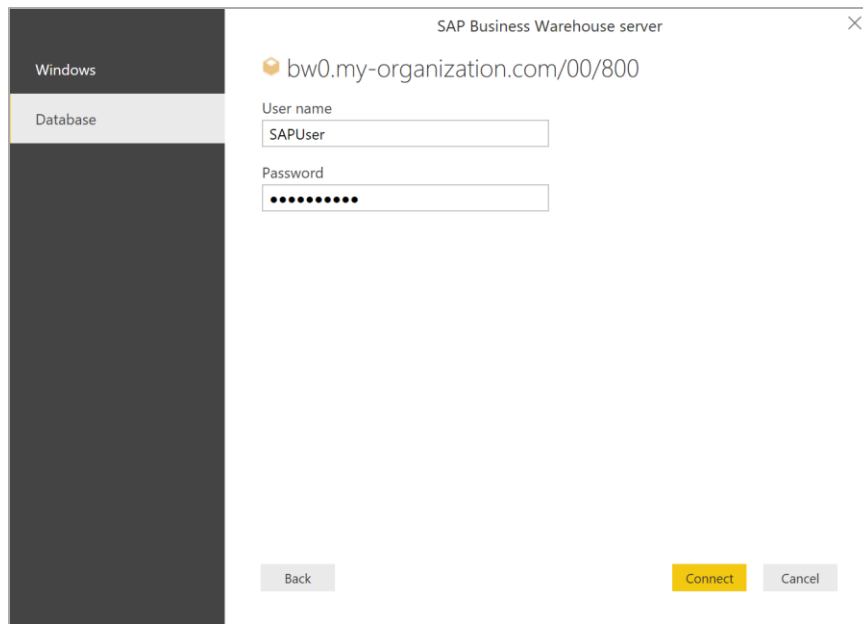 SAP Business Warehouse server
Windows
Database
bw0.my-organization.com/00/800
User name
SAPUser
Password
●●●●●●●●●●
Back
Connect
Cancel